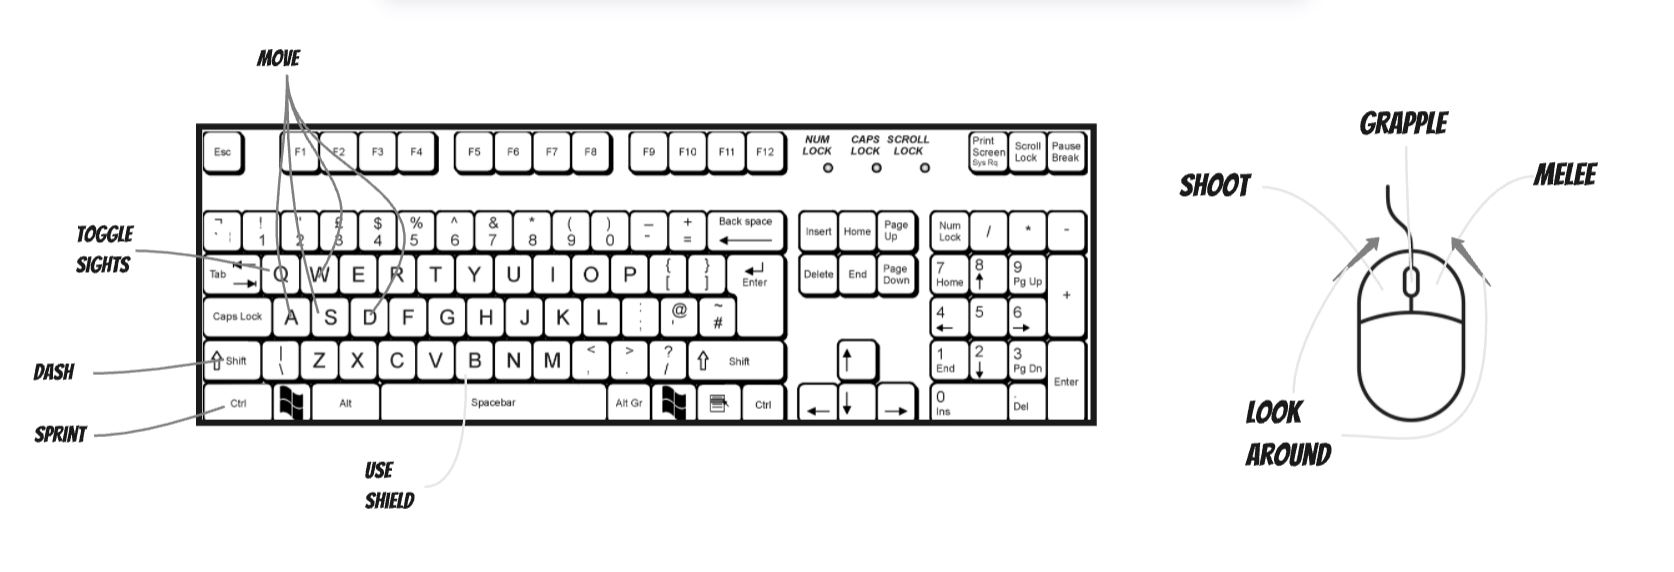 MOVE
GRAPPLE
SHOOT
MELEE
Esc F1 F2 F3 F4 F5 F6 F7 F8 F9 F10 F11 F12
NUM LOCK CAPS LOCK SCROLL LOCK
Print Screen Sys Rq Scroll Lock Pause Break
TOGGLE
SIGHTS
¬ ` ¦ ! 1 2 £ 3 $ 4 % 5 ^ 6 & 7 * 8 ( 9 ) 0 _ - + = Back space
Insert Home Page Up Num Lock / * -
Tab Q W E R T Y U I O P { [ } ] Enter
Delete End Page Down 7 Home 8 9 Pg Up +
Caps Lock A S D F G H J K L : ; @ ' ~ #
4 5 6
DASH
Shift | \ Z X C V B N M < , > . ? / Shift
1 End 2 3 Pg Dn Enter
SPRINT
Ctrl Alt Spacebar Alt Gr Ctrl
0 Ins . Del
USE
SHIELD
LOOK
AROUND